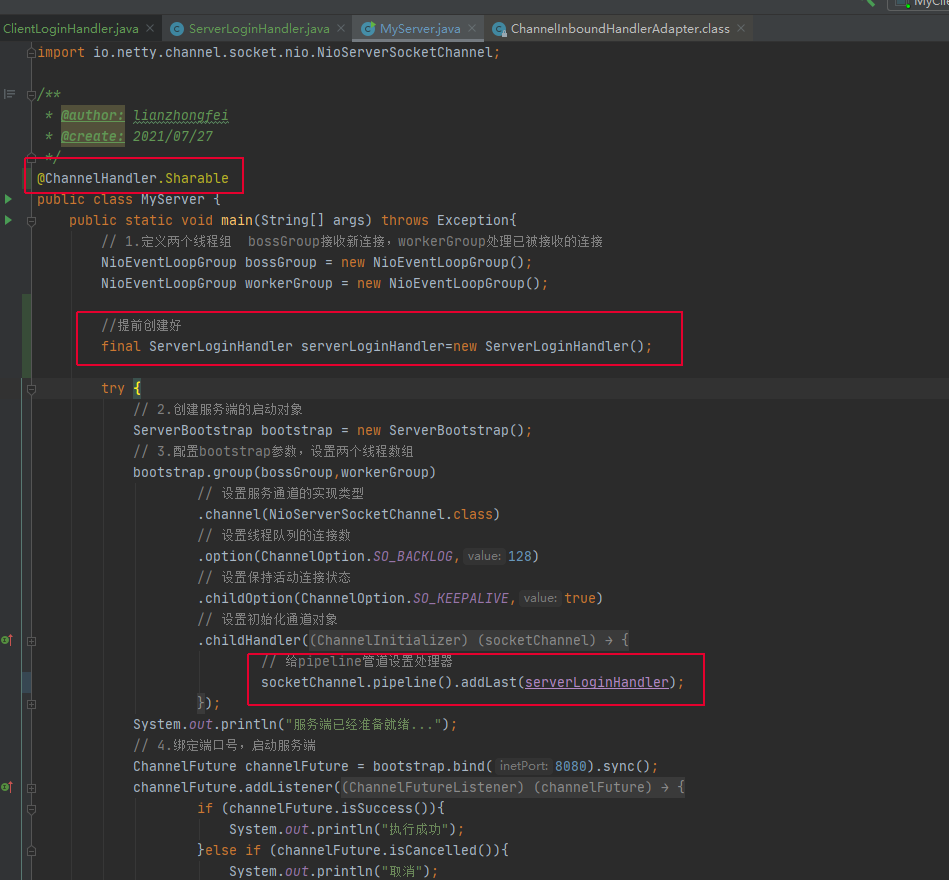 MyCli
ClientLoginHandler.java × ServerLoginHandler.java × MyServer.java × ChannelInboundHandlerAdapter.class ×
import io.netty.channel.socket.nio.NioServerSocketChannel;
/**
* @author: lianzhongfei
* @create: 2021/07/27
*/
@ChannelHandler.Sharable
public class MyServer {
public static void main(String[] args) throws Exception{
// 1.定义两个线程组  bossGroup接收新连接，workerGroup处理已被接收的连接
NioEventLoopGroup bossGroup = new NioEventLoopGroup();
NioEventLoopGroup workerGroup = new NioEventLoopGroup();
//提前创建好
final ServerLoginHandler serverLoginHandler=new ServerLoginHandler();
try {
// 2.创建服务端的启动对象
ServerBootstrap bootstrap = new ServerBootstrap();
// 3.配置bootstrap参数，设置两个线程数组
bootstrap.group(bossGroup,workerGroup)
// 设置服务通道的实现类型
.channel(NioServerSocketChannel.class)
// 设置线程队列的连接数
.option(ChannelOption.SO_BACKLOG, value: 128)
// 设置保持活动连接状态
.childOption(ChannelOption.SO_KEEPALIVE, value: true)
// 设置初始化通道对象
.childHandler((ChannelInitializer) (socketChannel) → {
// 给pipeline管道设置处理器
socketChannel.pipeline().addLast(serverLoginHandler);
});
System.out.println("服务端已经准备就绪...");
// 4.绑定端口号，启动服务端
ChannelFuture channelFuture = bootstrap.bind( inetPort: 8080).sync();
channelFuture.addListener((ChannelFutureListener) (channelFuture) → {
if (channelFuture.isSuccess()){
System.out.println("执行成功");
}else if (channelFuture.isCancelled()){
System.out.println("取消");